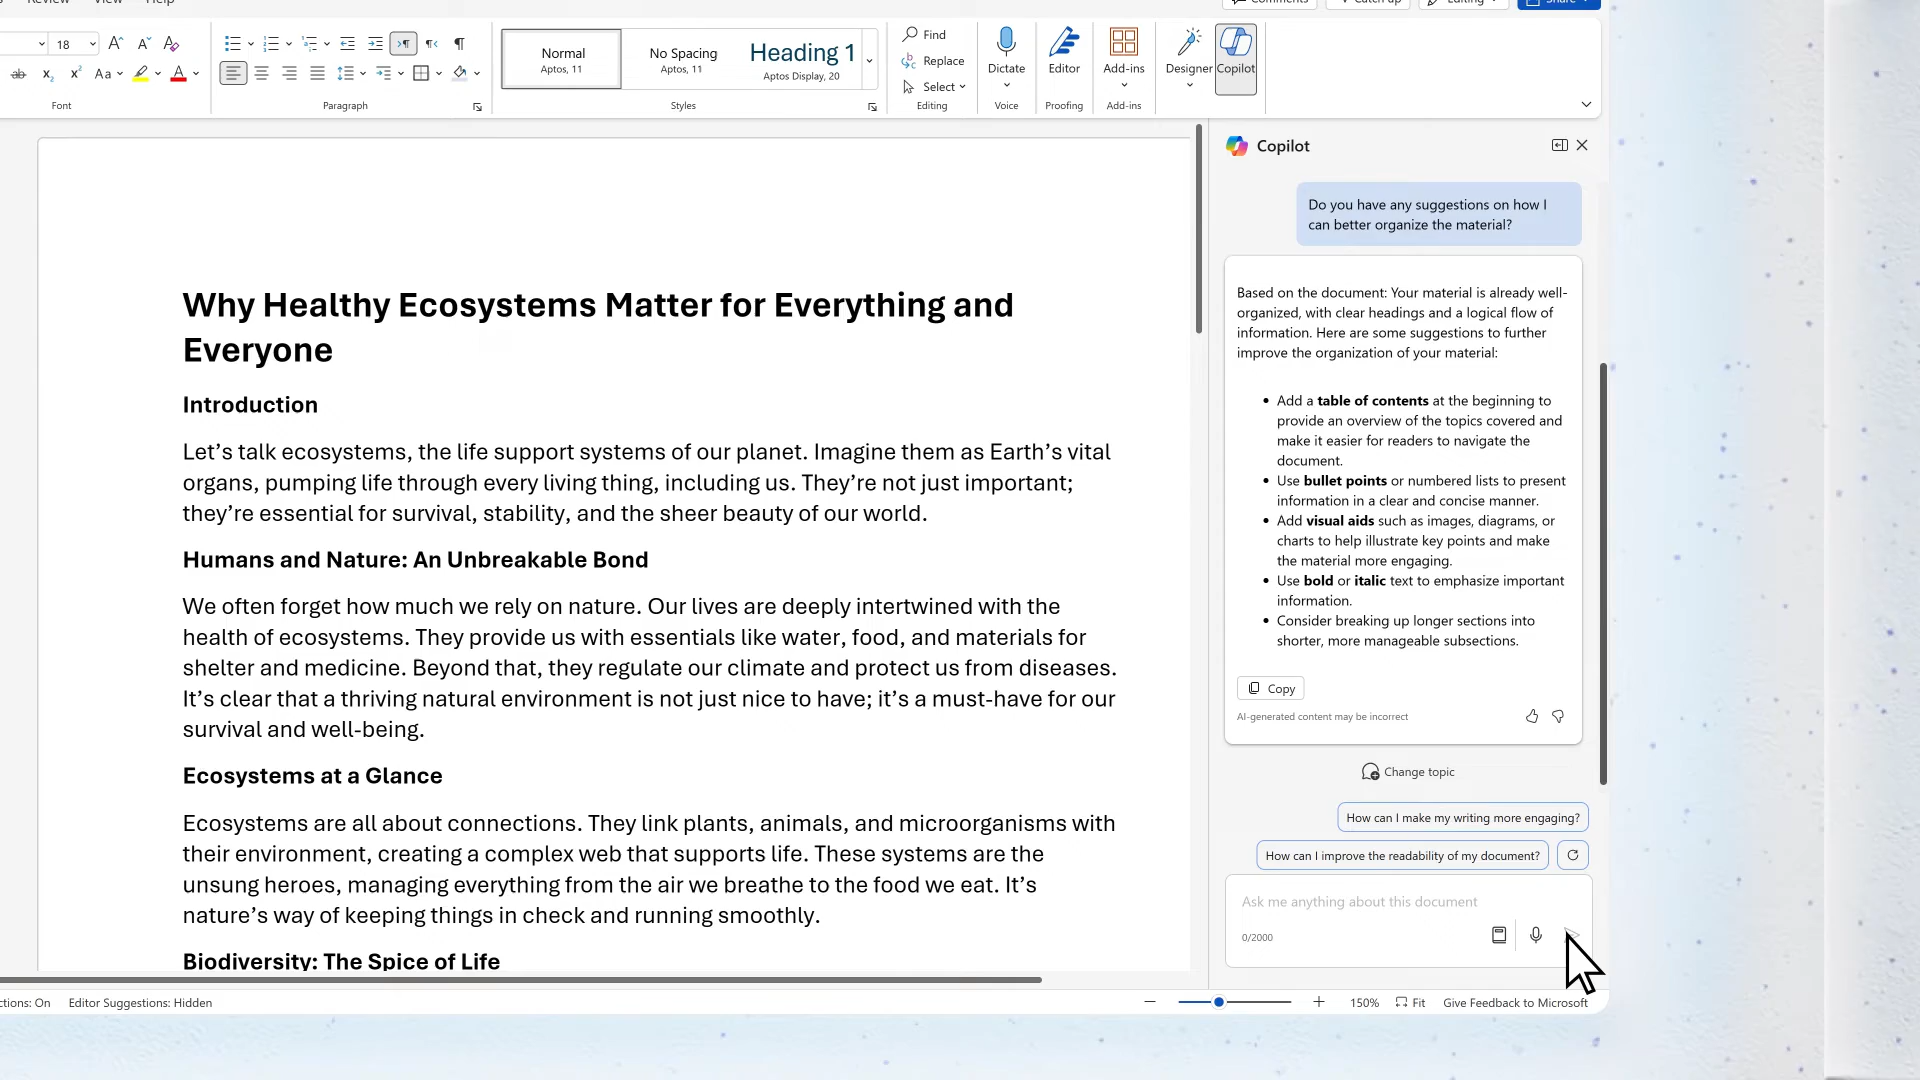 Review
View
Help
Comments
Catch up
Editing
Share
18
Aa
Font
Paragraph
Normal
Aptos, 11
No Spacing
Aptos, 11
Heading 1
Aptos Display, 20
Styles
Find
Replace
Select
Editing
Dictate
Voice
Editor
Proofing
Add-ins
Add-ins
Designer
Copilot
Why Healthy Ecosystems Matter for Everything and
Everyone
Introduction
Let’s talk ecosystems, the life support systems of our planet. Imagine them as Earth’s vital
organs, pumping life through every living thing, including us. They’re not just important;
they’re essential for survival, stability, and the sheer beauty of our world.
Humans and Nature: An Unbreakable Bond
We often forget how much we rely on nature. Our lives are deeply intertwined with the
health of ecosystems. They provide us with essentials like water, food, and materials for
shelter and medicine. Beyond that, they regulate our climate and protect us from diseases.
It’s clear that a thriving natural environment is not just nice to have; it’s a must-have for our
survival and well-being.
Ecosystems at a Glance
Ecosystems are all about connections. They link plants, animals, and microorganisms with
their environment, creating a complex web that supports life. These systems are the
unsung heroes, managing everything from the air we breathe to the food we eat. It’s
nature’s way of keeping things in check and running smoothly.
Biodiversity: The Spice of Life
Copilot
Do you have any suggestions on how I
can better organize the material?
Based on the document: Your material is already well-
organized, with clear headings and a logical flow of
information. Here are some suggestions to further
improve the organization of your material:
• Add a table of contents at the beginning to
provide an overview of the topics covered and
make it easier for readers to navigate the
document.
• Use bullet points or numbered lists to present
information in a clear and concise manner.
• Add visual aids such as images, diagrams, or
charts to help illustrate key points and make
the material more engaging.
• Use bold or italic text to emphasize important
information.
• Consider breaking up longer sections into
shorter, more manageable subsections.
Copy
AI-generated content may be incorrect
Change topic
How can I make my writing more engaging?
How can I improve the readability of my document?
Ask me anything about this document
0/2000
ctions: On
Editor Suggestions: Hidden
150%
Fit
Give Feedback to Microsoft